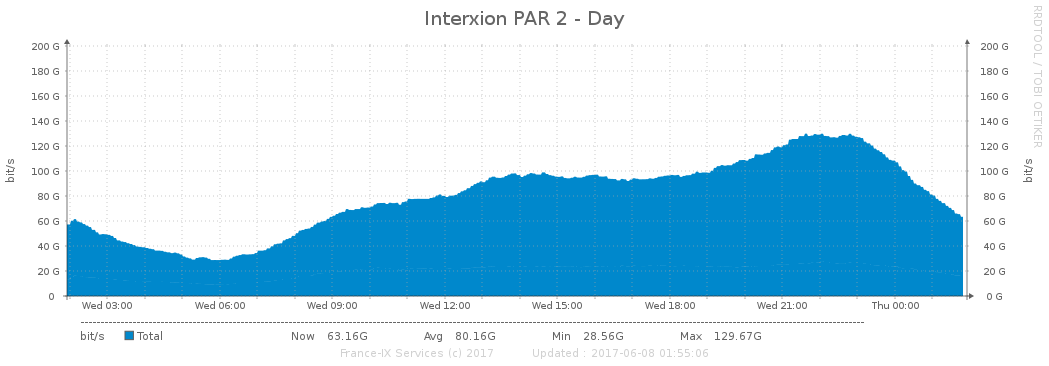 Interxion PAR 2 - Day
RRDTOOL / TOBI OETIKER
bit/s
200 G 200 G
180 G 180 G
160 G 160 G
140 G 140 G
120 G 120 G
100 G 100 G
80 G 80 G
60 G 60 G
40 G 40 G
20 G 20 G
0 0 G
bit/s
Wed 03:00 Wed 06:00 Wed 09:00 Wed 12:00 Wed 15:00 Wed 18:00 Wed 21:00 Thu 00:00
bit/s Total Now 63.16G Avg 80.16G Min 28.56G Max 129.67G
France-IX Services (c) 2017 Updated : 2017-06-08 01:55:06